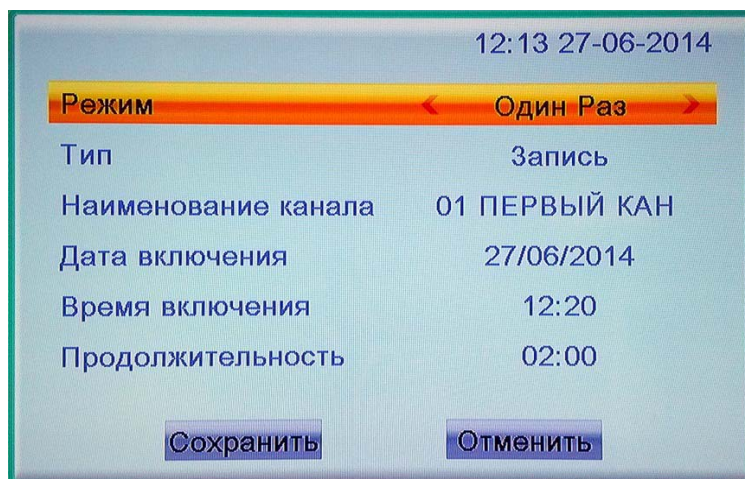 12:13 27-06-2014
Режим Один Раз
Тип Запись
Наименование канала 01 ПЕРВЫЙ КАН
Дата включения 27/06/2014
Время включения 12:20
Продолжительность 02:00
Сохранить Отменить